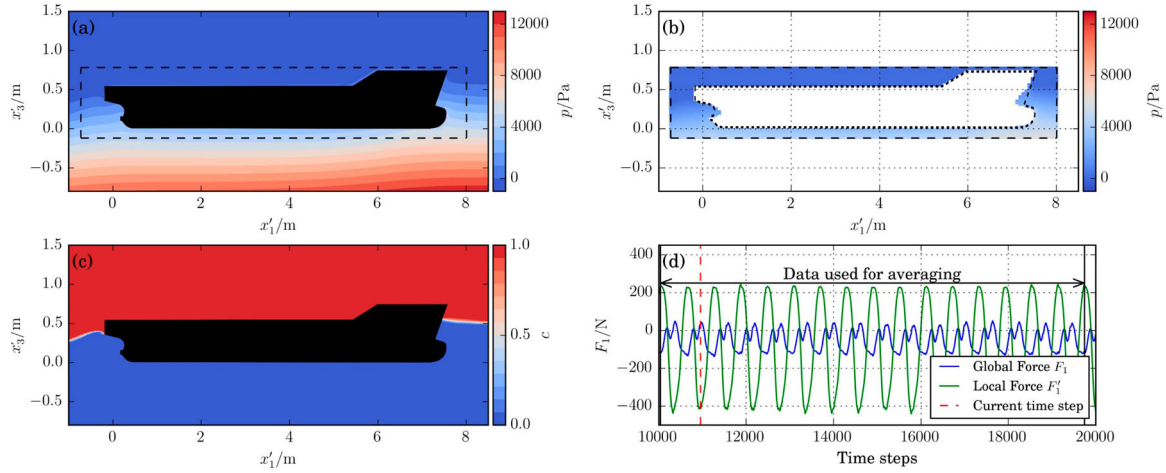 (a)
1.5
1.0
0.5
0.0
−0.5
x′₃/m
0
2
4
6
8
x′₁/m
12000
8000
4000
0
p/Pa
(b)
1.5
1.0
0.5
0.0
−0.5
x′₃/m
0
2
4
6
8
x′₁/m
12000
8000
4000
0
p/Pa
(c)
1.5
1.0
0.5
0.0
−0.5
x′₃/m
0
2
4
6
8
x′₁/m
1.0
0.5
0.0
c
(d)
Data used for averaging
400
200
0
−200
−400
F₁/N
Global Force F₁
Local Force F′₁
Current time step
10000
12000
14000
16000
18000
20000
Time steps